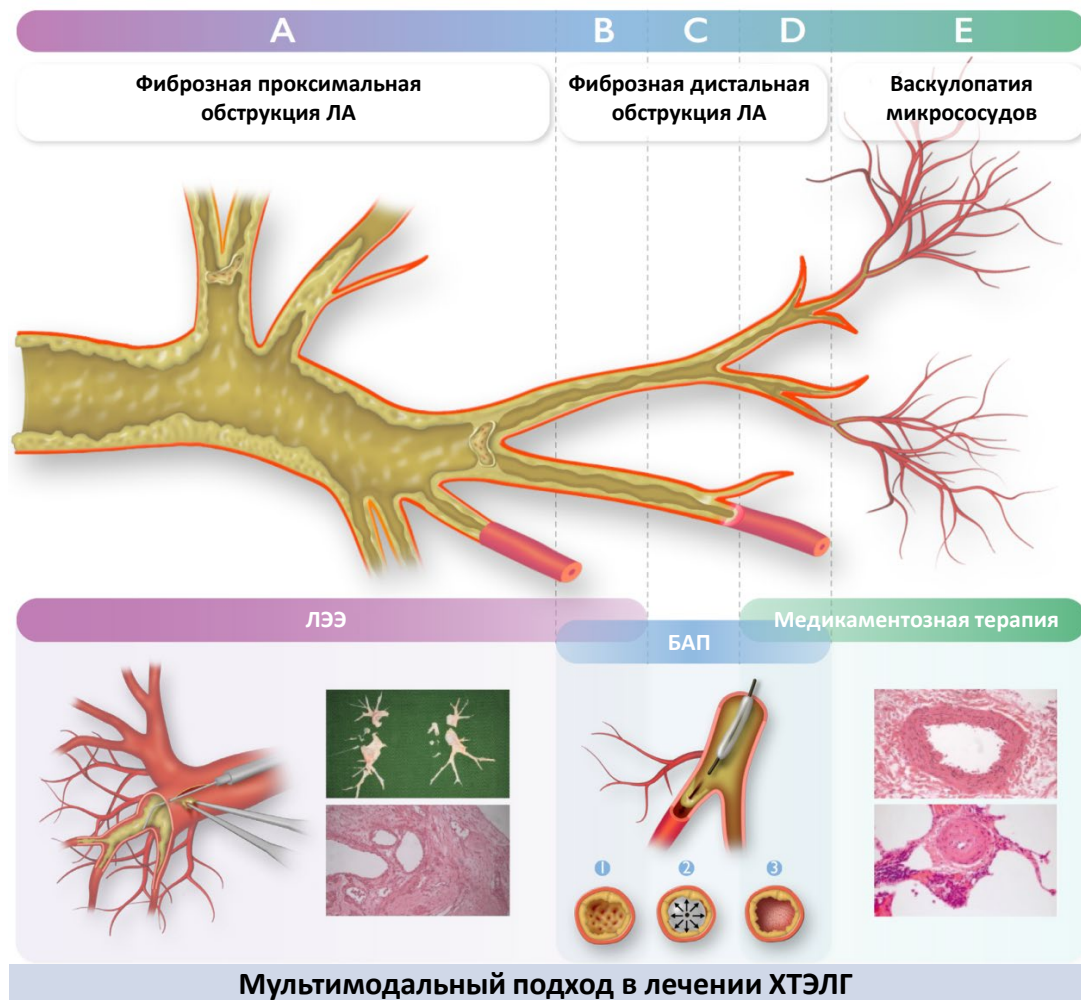 A B C D E
Фиброзная проксимальная
обструкция ЛА
Фиброзная дистальная
обструкция ЛА
Васкулопатия
микрососудов
ЛЭЭ
БАП
Медикаментозная терапия
1 2 3
Мультимодальный подход в лечении ХТЭЛГ